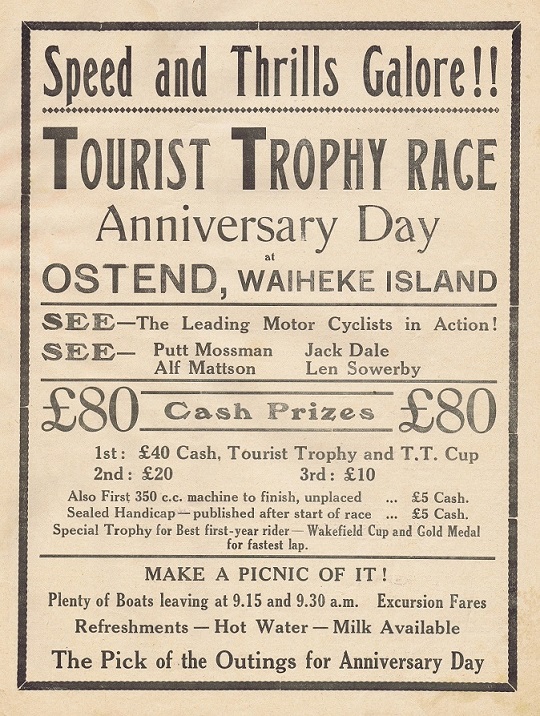 Speed and Thrills Galore!!
TOURIST TROPHY RACE
Anniversary Day
at
OSTEND, WAIHEKE ISLAND
SEE—The Leading Motor Cyclists in Action!
SEE— Putt Mossman Jack Dale
Alf Mattson Len Sowerby
£80 Cash Prizes £80
1st: £40 Cash, Tourist Trophy and T.T. Cup
2nd: £20 3rd: £10
Also First 350 c.c. machine to finish, unplaced ... £5 Cash.
Sealed Handicap—published after start of race ... £5 Cash.
Special Trophy for Best first-year rider—Wakefield Cup and Gold Medal
for fastest lap.
MAKE A PICNIC OF IT!
Plenty of Boats leaving at 9.15 and 9.30 a.m. Excursion Fares
Refreshments — Hot Water — Milk Available
The Pick of the Outings for Anniversary Day